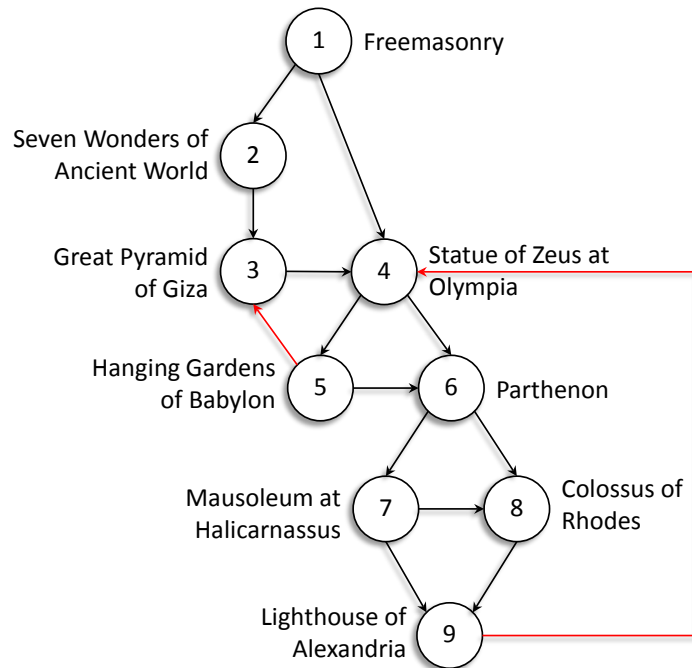 1
Freemasonry
Seven Wonders of
Ancient World
2
Great Pyramid
of Giza
3
4
Statue of Zeus at
Olympia
Hanging Gardens
of Babylon
5
6
Parthenon
Mausoleum at
Halicarnassus
7
8
Colossus of
Rhodes
Lighthouse of
Alexandria
9